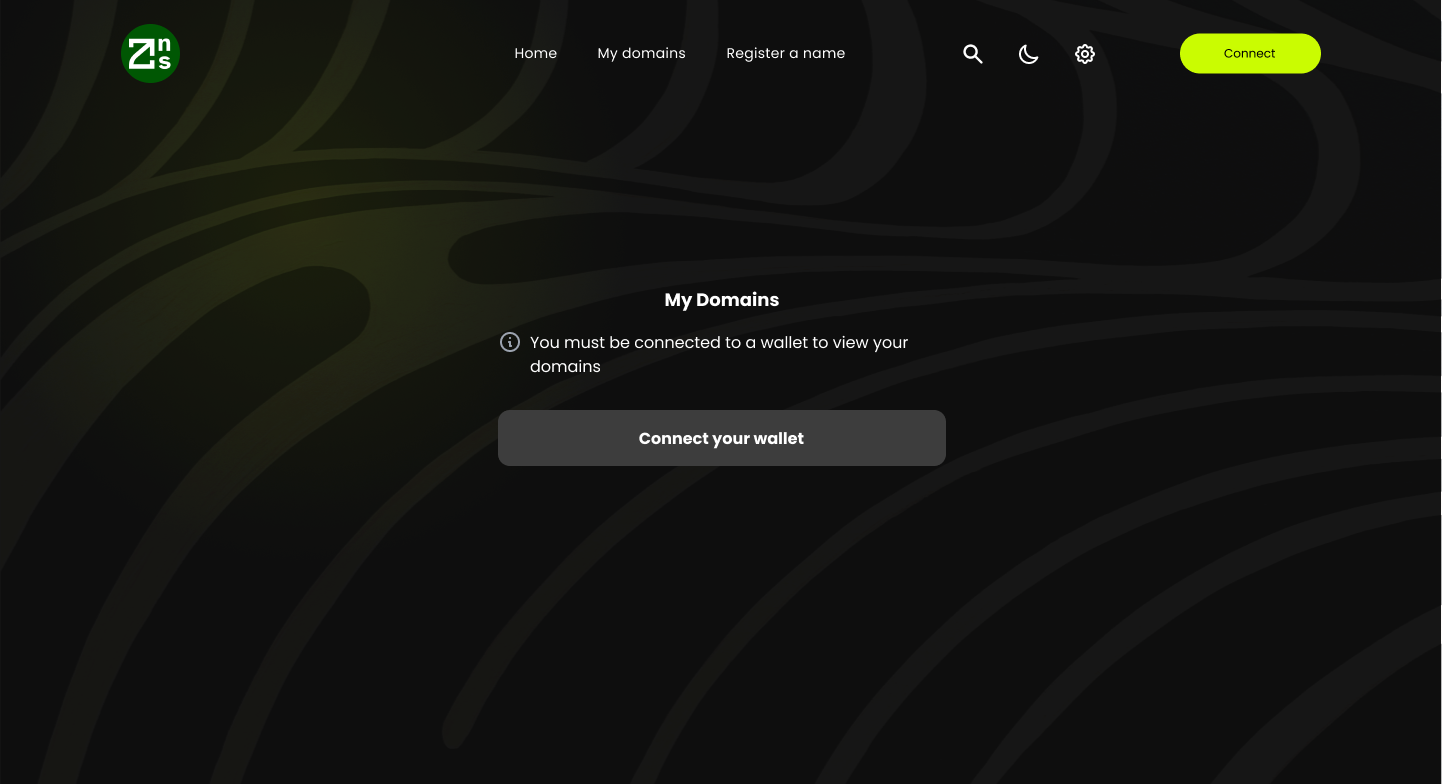 Zns
Home
My domains
Register a name
Connect
My Domains
You must be connected to a wallet to view your
domains
Connect your wallet